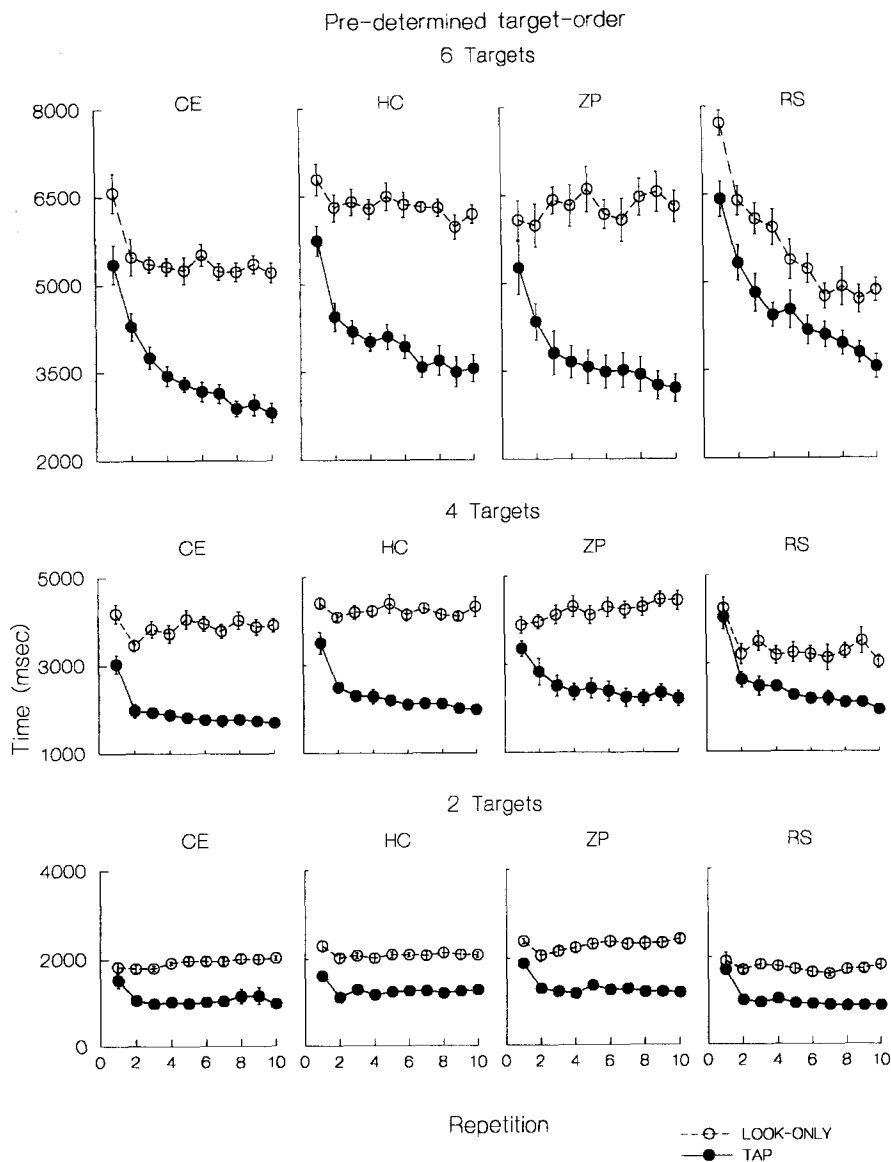 Pre-determined target-order
6 Targets
CE HC ZP RS
8000
6500
5000
3500
2000
4 Targets
CE HC ZP RS
5000
3000
1000
Time (msec)
2 Targets
CE HC ZP RS
4000
2000
0
0 2 4 6 8 10 0 2 4 6 8 10 0 2 4 6 8 10 0 2 4 6 8 10
Repetition
LOOK-ONLY
TAP